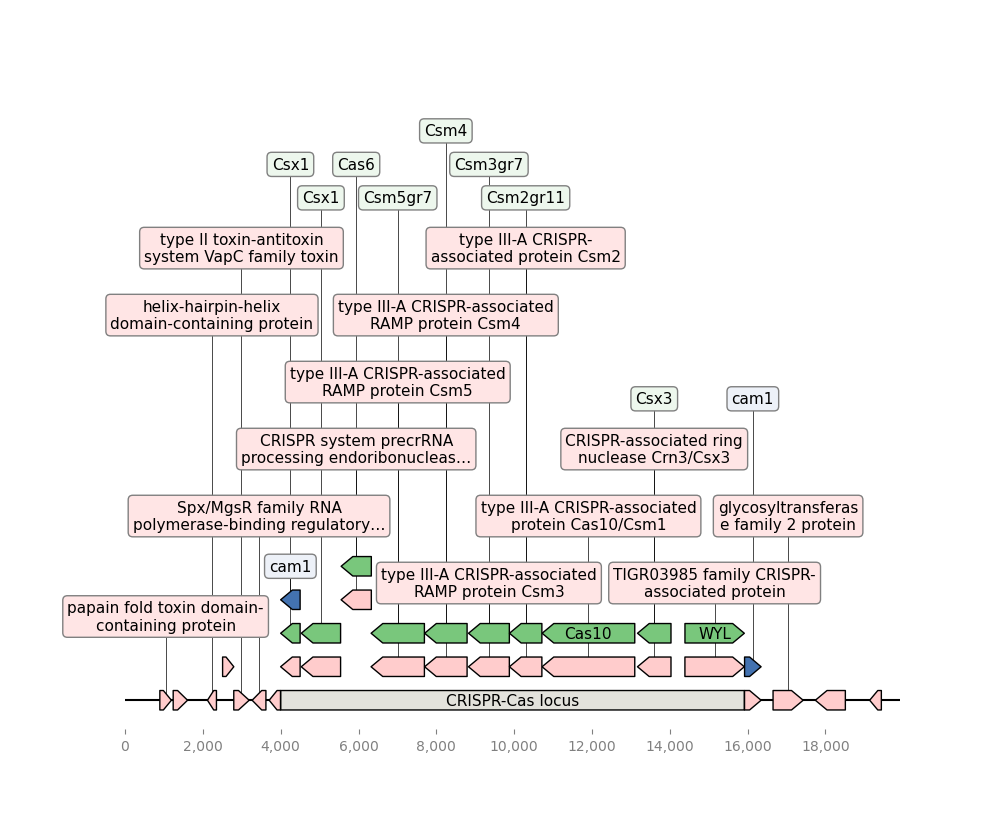 Csm4
Csx1
Cas6
Csm3gr7
Csx1
Csm5gr7
Csm2gr11
type II toxin-antitoxin
system VapC family toxin
type III-A CRISPR-
associated protein Csm2
helix-hairpin-helix
domain-containing protein
type III-A CRISPR-associated
RAMP protein Csm4
type III-A CRISPR-associated
RAMP protein Csm5
Csx3
cam1
CRISPR system precrRNA
processing endoribonucleas...
CRISPR-associated ring
nuclease Crn3/Csx3
Spx/MgsR family RNA
polymerase-binding regulatory...
type III-A CRISPR-associated
protein Cas10/Csm1
glycosyltransferas
e family 2 protein
cam1
type III-A CRISPR-associated
RAMP protein Csm3
TIGR03985 family CRISPR-
associated protein
papain fold toxin domain-
containing protein
Cas10
WYL
CRISPR-Cas locus
0 2,000 4,000 6,000 8,000 10,000 12,000 14,000 16,000 18,000